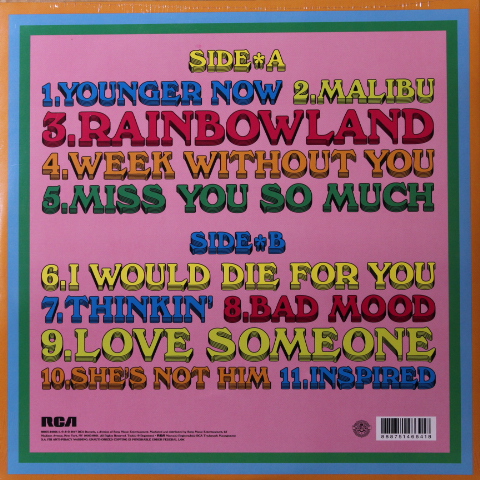 SIDE*A
1.YOUNGER NOW 2.MALIBU
3.RAINBOWLAND
4.WEEK WITHOUT YOU
5.MISS YOU SO MUCH
SIDE*B
6.I WOULD DIE FOR YOU
7.THINKIN' 8.BAD MOOD
9.LOVE SOMEONE
10.SHE'S NOT HIM 11.INSPIRED
RCA